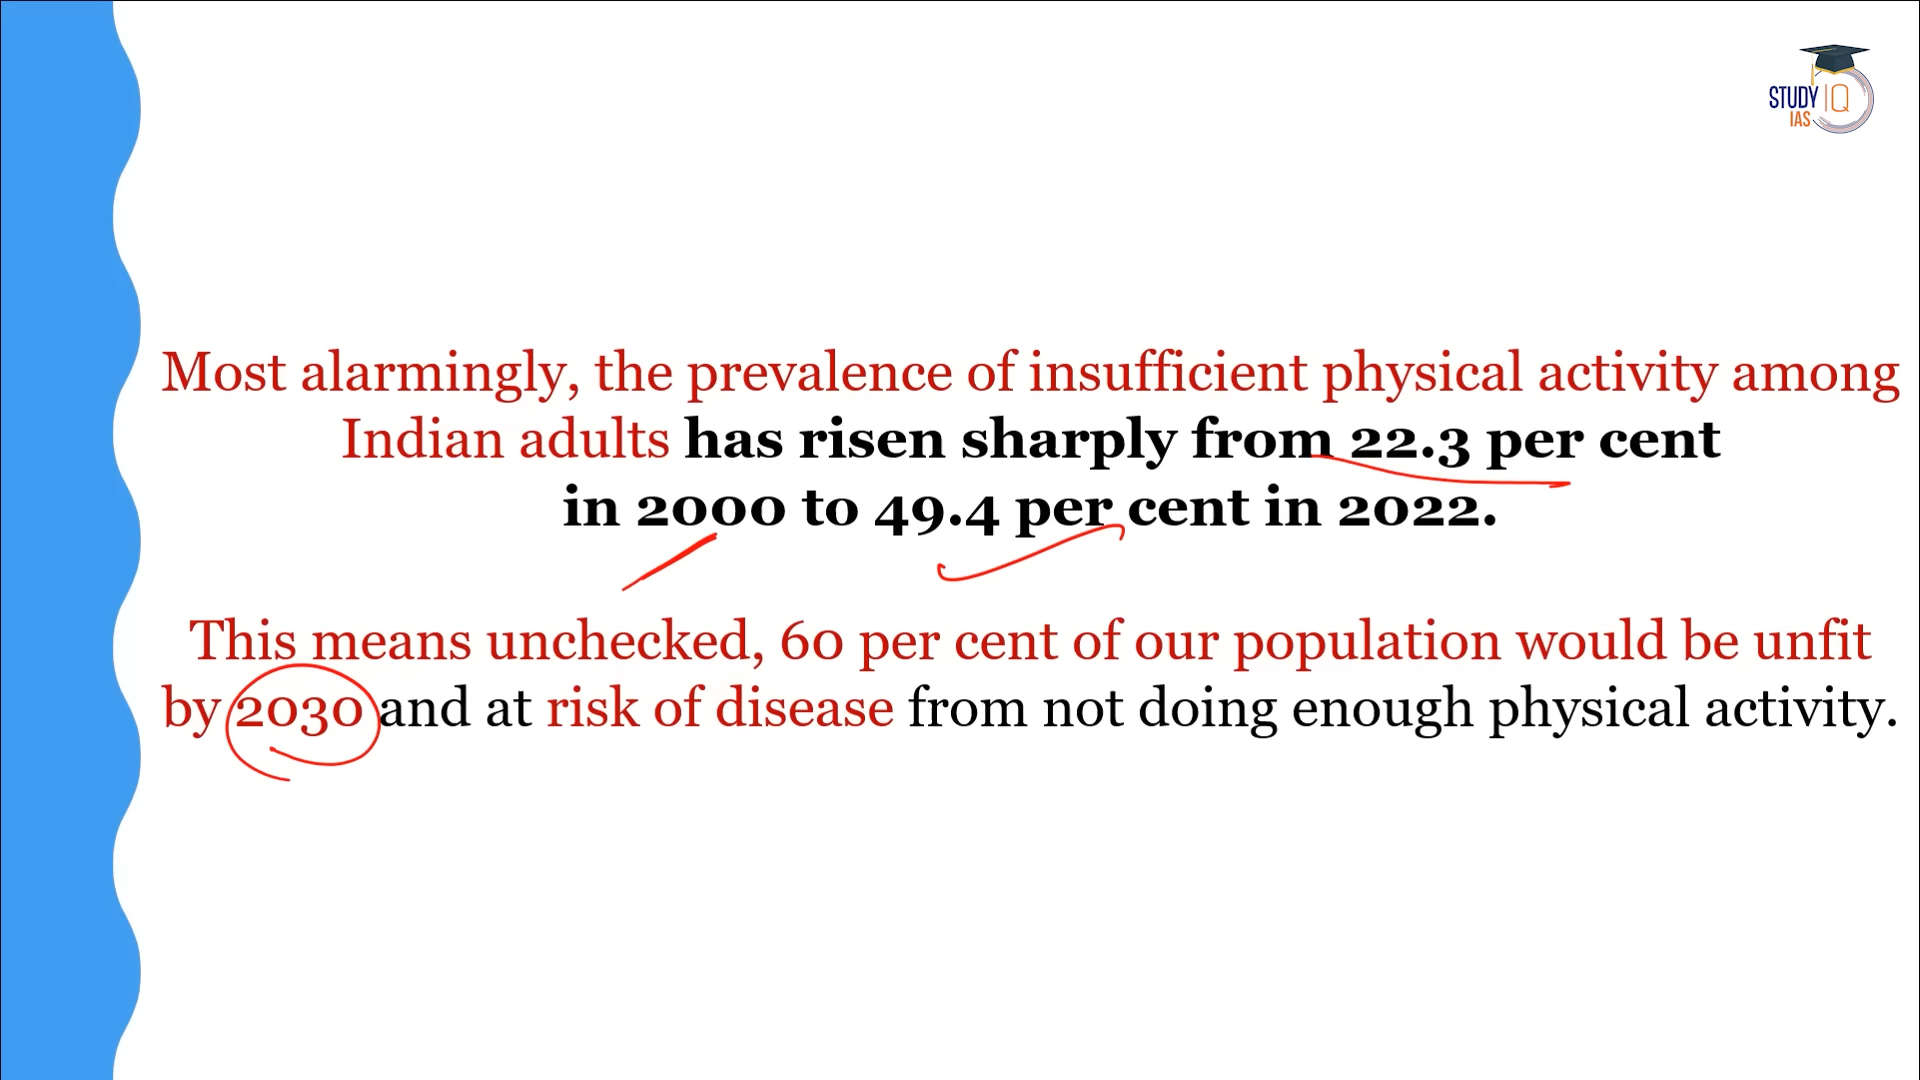 STUDY IQ
IAS
Most alarmingly, the prevalence of insufficient physical activity among
Indian adults has risen sharply from 22.3 per cent
in 2000 to 49.4 per cent in 2022.
This means unchecked, 60 per cent of our population would be unfit
by 2030 and at risk of disease from not doing enough physical activity.